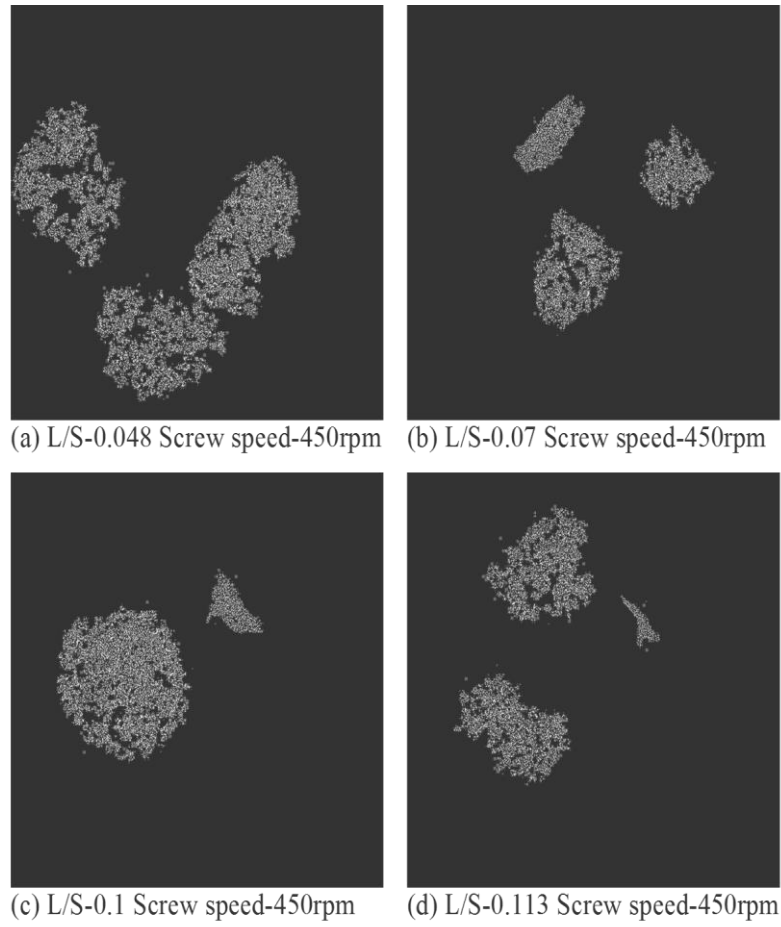 (a) L/S-0.048 Screw speed-450rpm
(b) L/S-0.07 Screw speed-450rpm
(c) L/S-0.1 Screw speed-450rpm
(d) L/S-0.113 Screw speed-450rpm